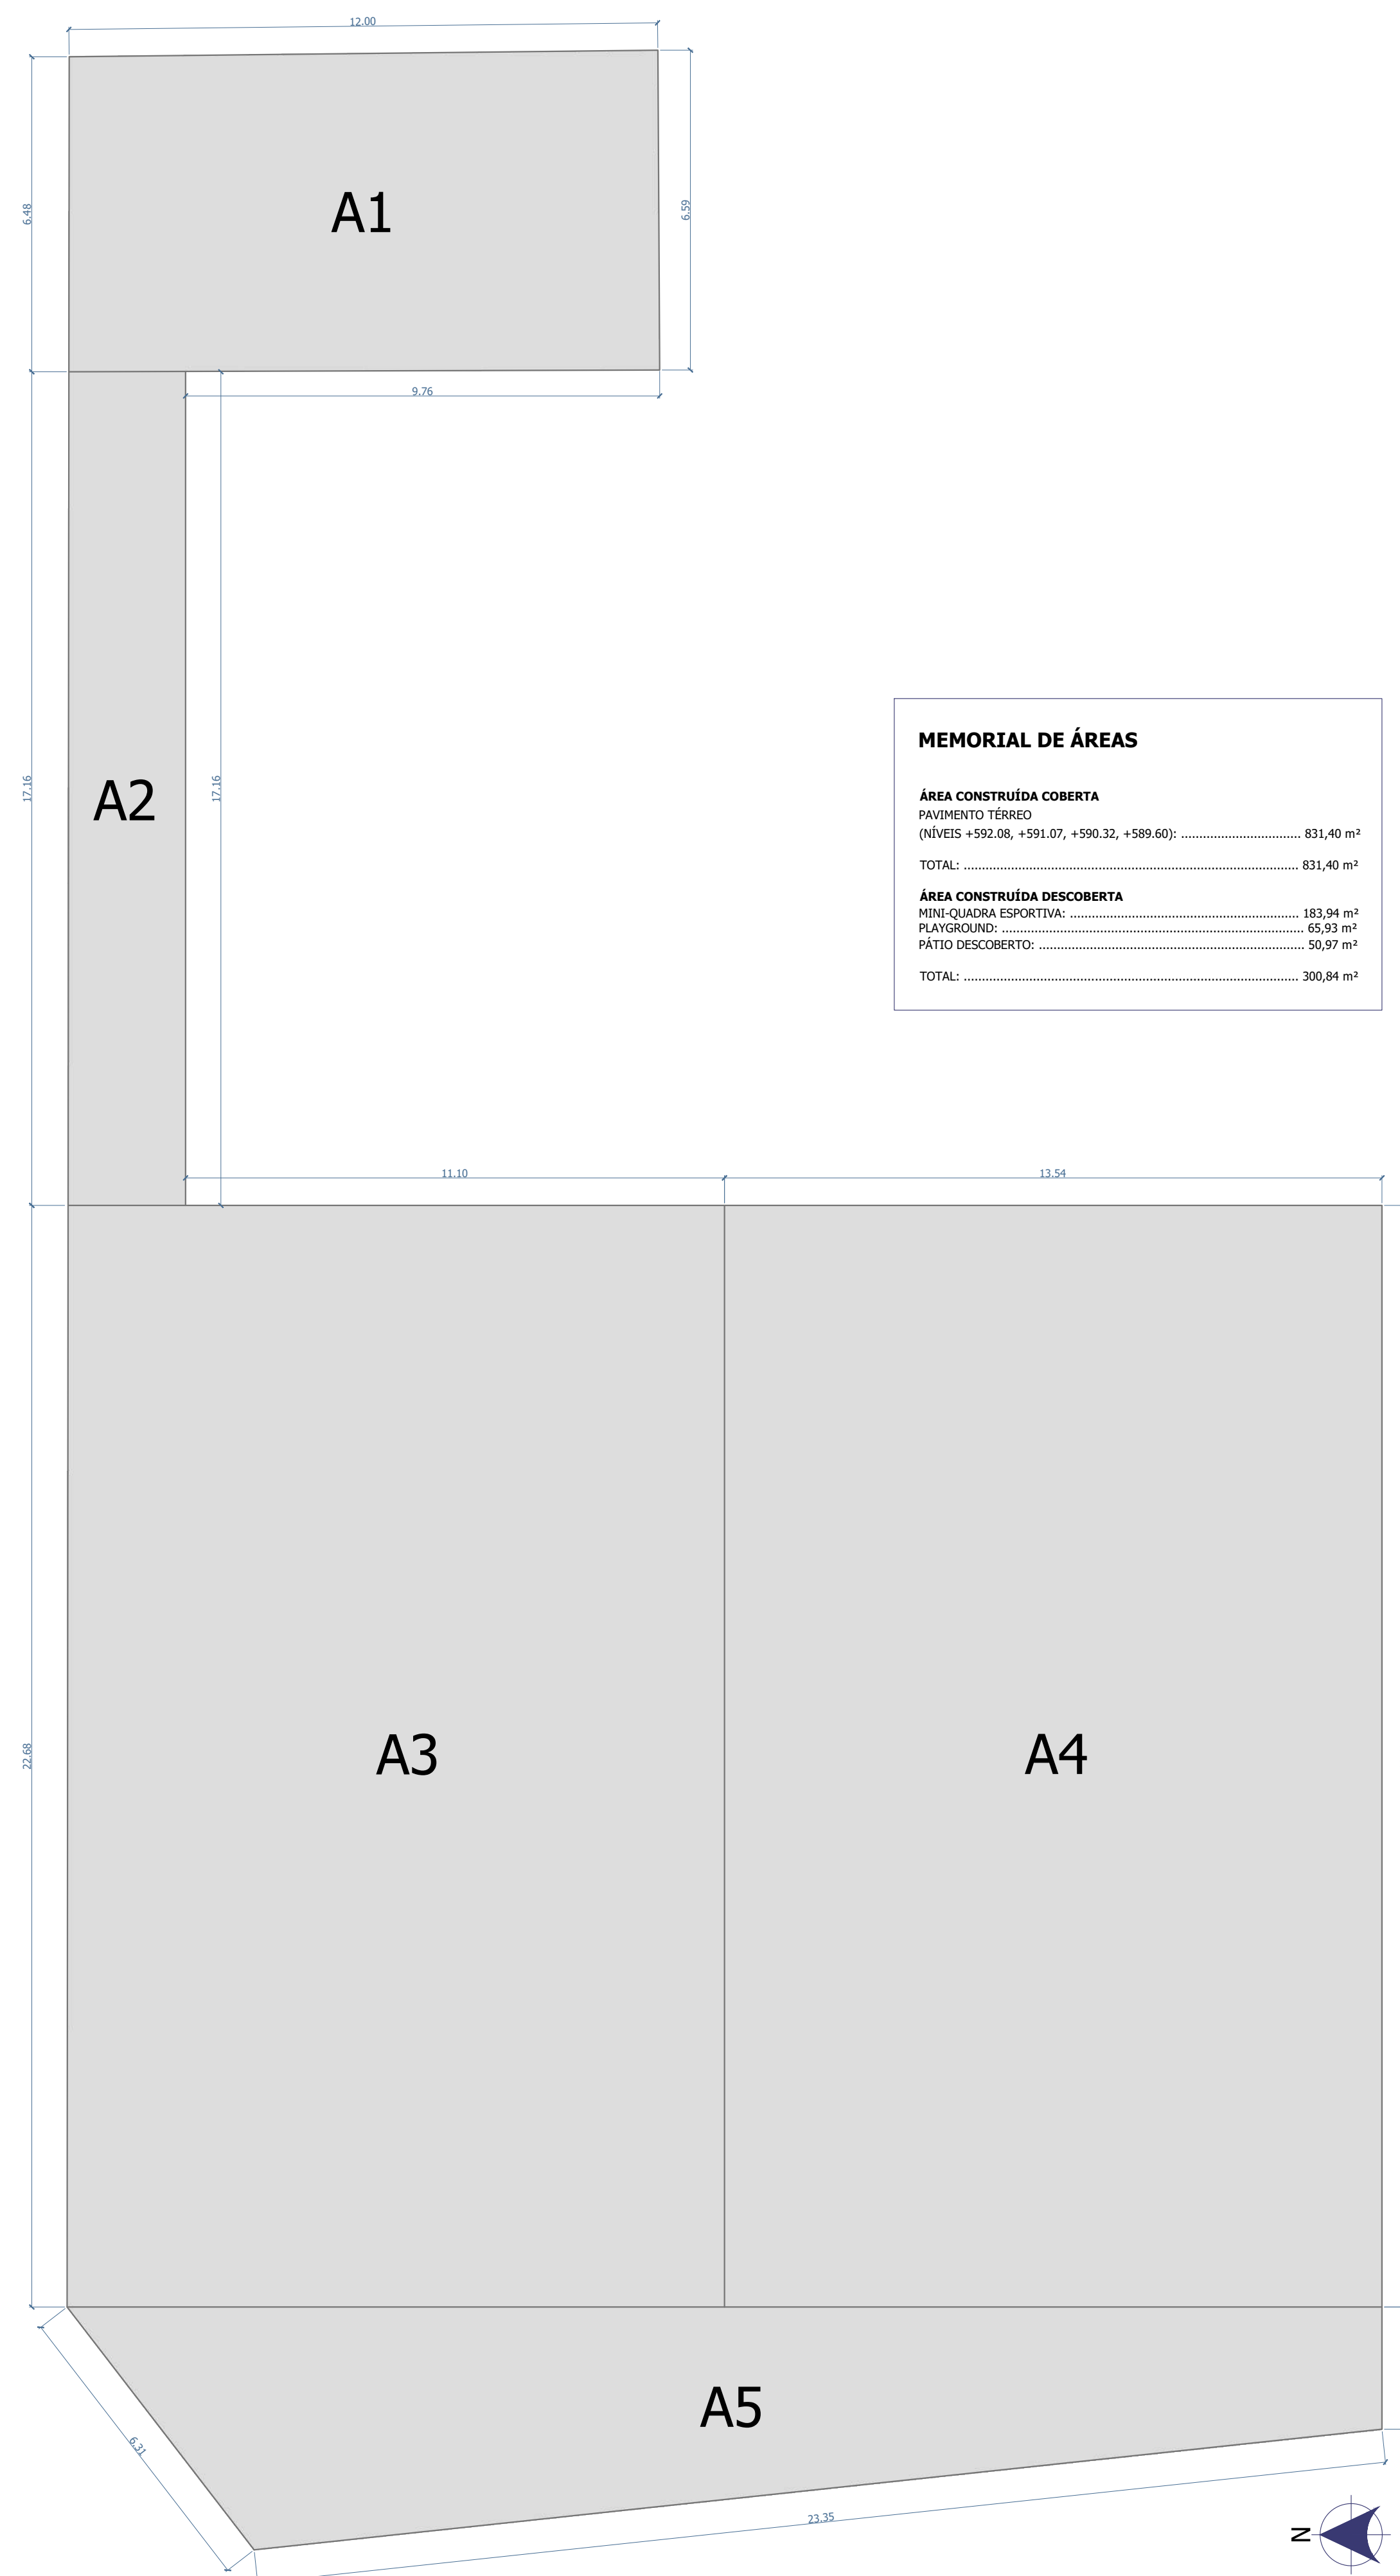 12.00
6.48
A1
6.59
9.76
17.16
A2
17.16
MEMORIAL DE ÁREAS
ÁREA CONSTRUÍDA COBERTA
PAVIMENTO TÉRREO
(NÍVEIS +592.08, +591.07, +590.32, +589.60): ................................. 831,40 m²
TOTAL: ............................................................................................ 831,40 m²
ÁREA CONSTRUÍDA DESCOBERTA
MINI-QUADRA ESPORTIVA: ............................................................... 183,94 m²
PLAYGROUND: ................................................................................... 65,93 m²
PÁTIO DESCOBERTO: ......................................................................... 50,97 m²
TOTAL: ............................................................................................ 300,84 m²
11.10
13.54
22.68
A3
A4
A5
6.31
23.35
N